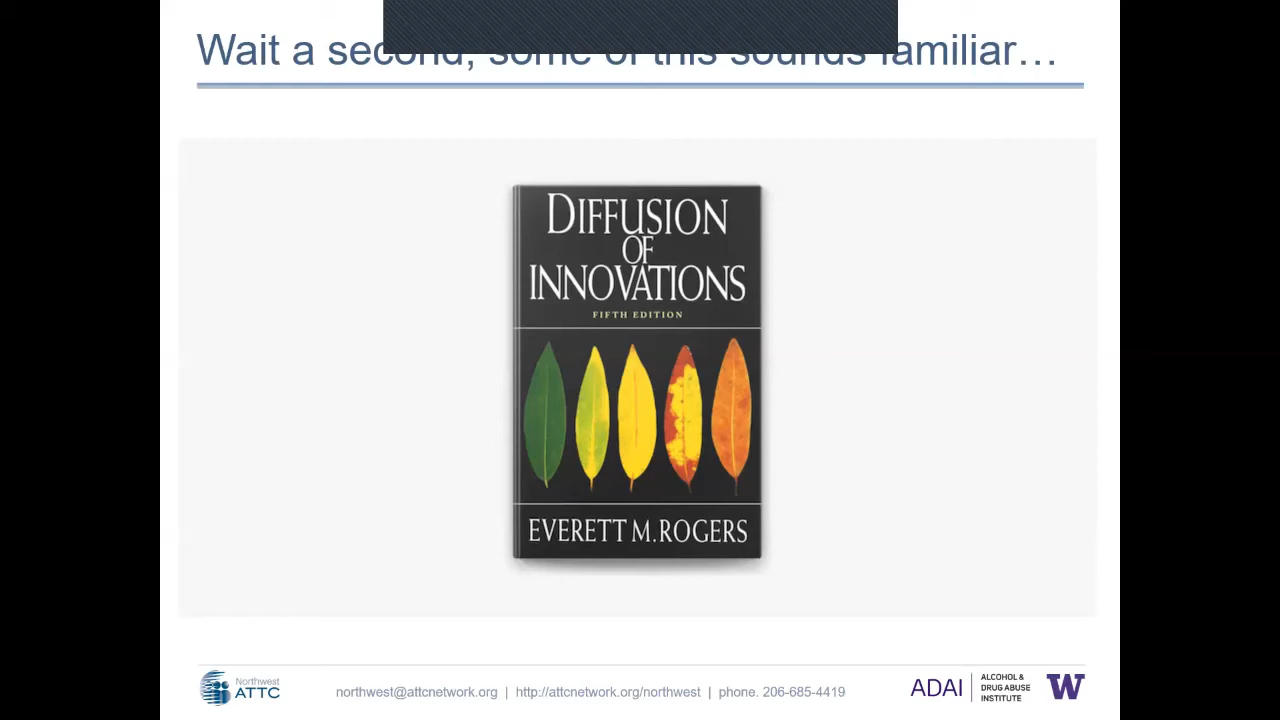 Wait a second, some of this sounds familiar…
DIFFUSION
OF
INNOVATIONS
FIFTH EDITION
EVERETT M. ROGERS
Northwest
ATTC
northwest@attcnetwork.org | http://attcnetwork.org/northwest | phone. 206-685-4419
ADAI
ALCOHOL &
DRUG ABUSE
INSTITUTE
W